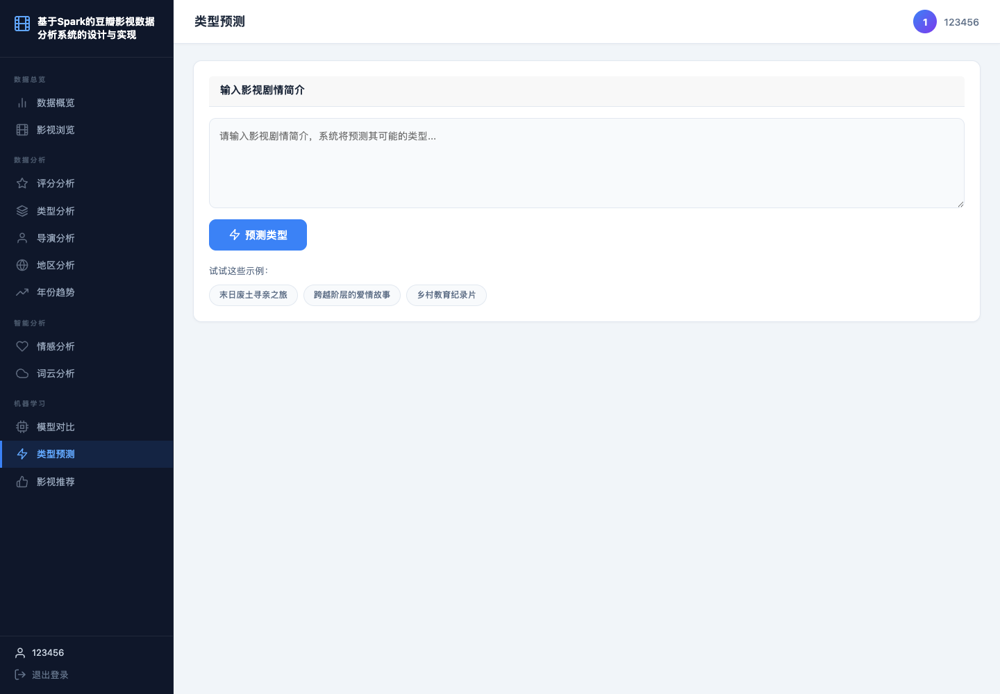 基于Spark的豆瓣影视数据
分析系统的设计与实现
数据总览
数据概览
影视浏览
数据分析
评分分析
类型分析
导演分析
地区分析
年份趋势
智能分析
情感分析
词云分析
机器学习
模型对比
类型预测
影视推荐
123456
退出登录
类型预测
1
123456
输入影视剧情简介
请输入影视剧情简介，系统将预测其可能的类型...
预测类型
试试这些示例：
末日废土寻亲之旅
跨越阶层的爱情故事
乡村教育纪录片